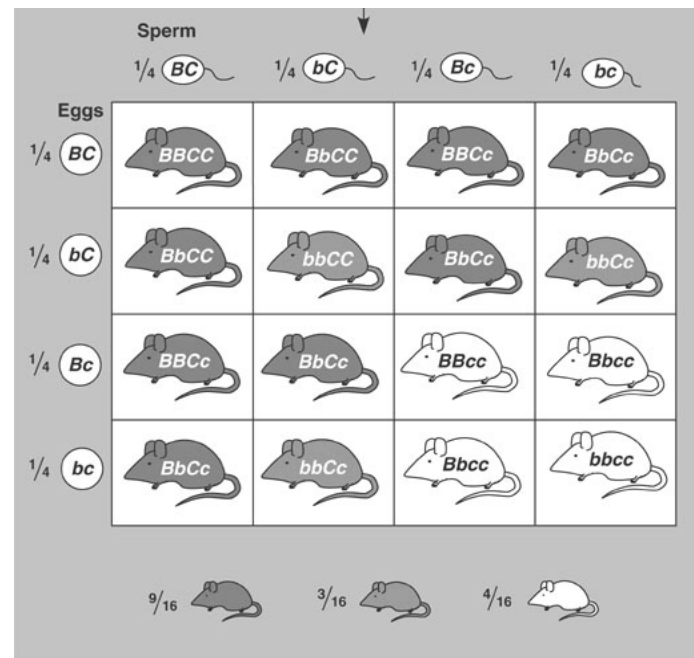 Sperm
1/4 BC 1/4 bC 1/4 Bc 1/4 bc
Eggs
1/4 BC BBCC BbCC BBCc BbCc
1/4 bC BbCC bbCC BbCc bbCc
1/4 Bc BBCc BbCc BBcc Bbcc
1/4 bc BbCc bbCc Bbcc bbcc
9/16 3/16 4/16